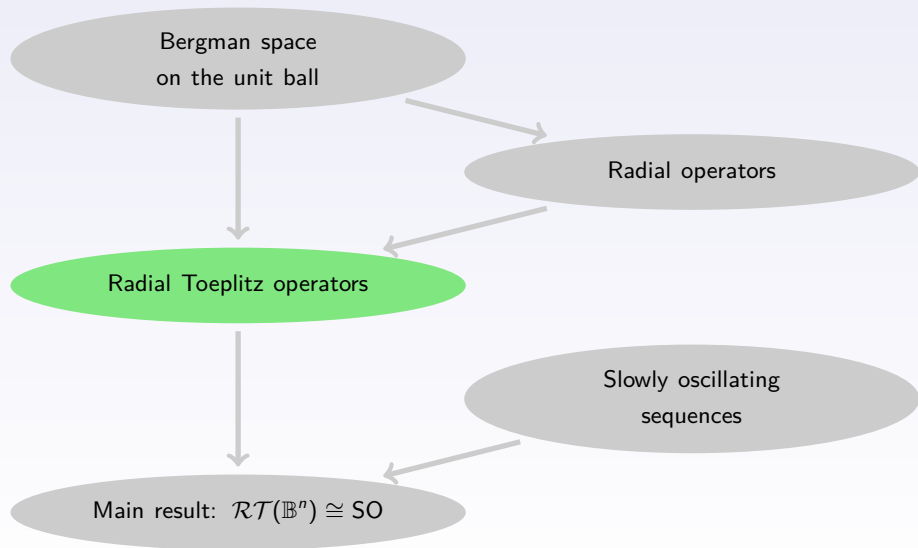 Bergman space
on the unit ball
Radial operators
Radial Toeplitz operators
Slowly oscillating
sequences
Main result: 𝓡𝓣(𝔹ⁿ) ≅ SO